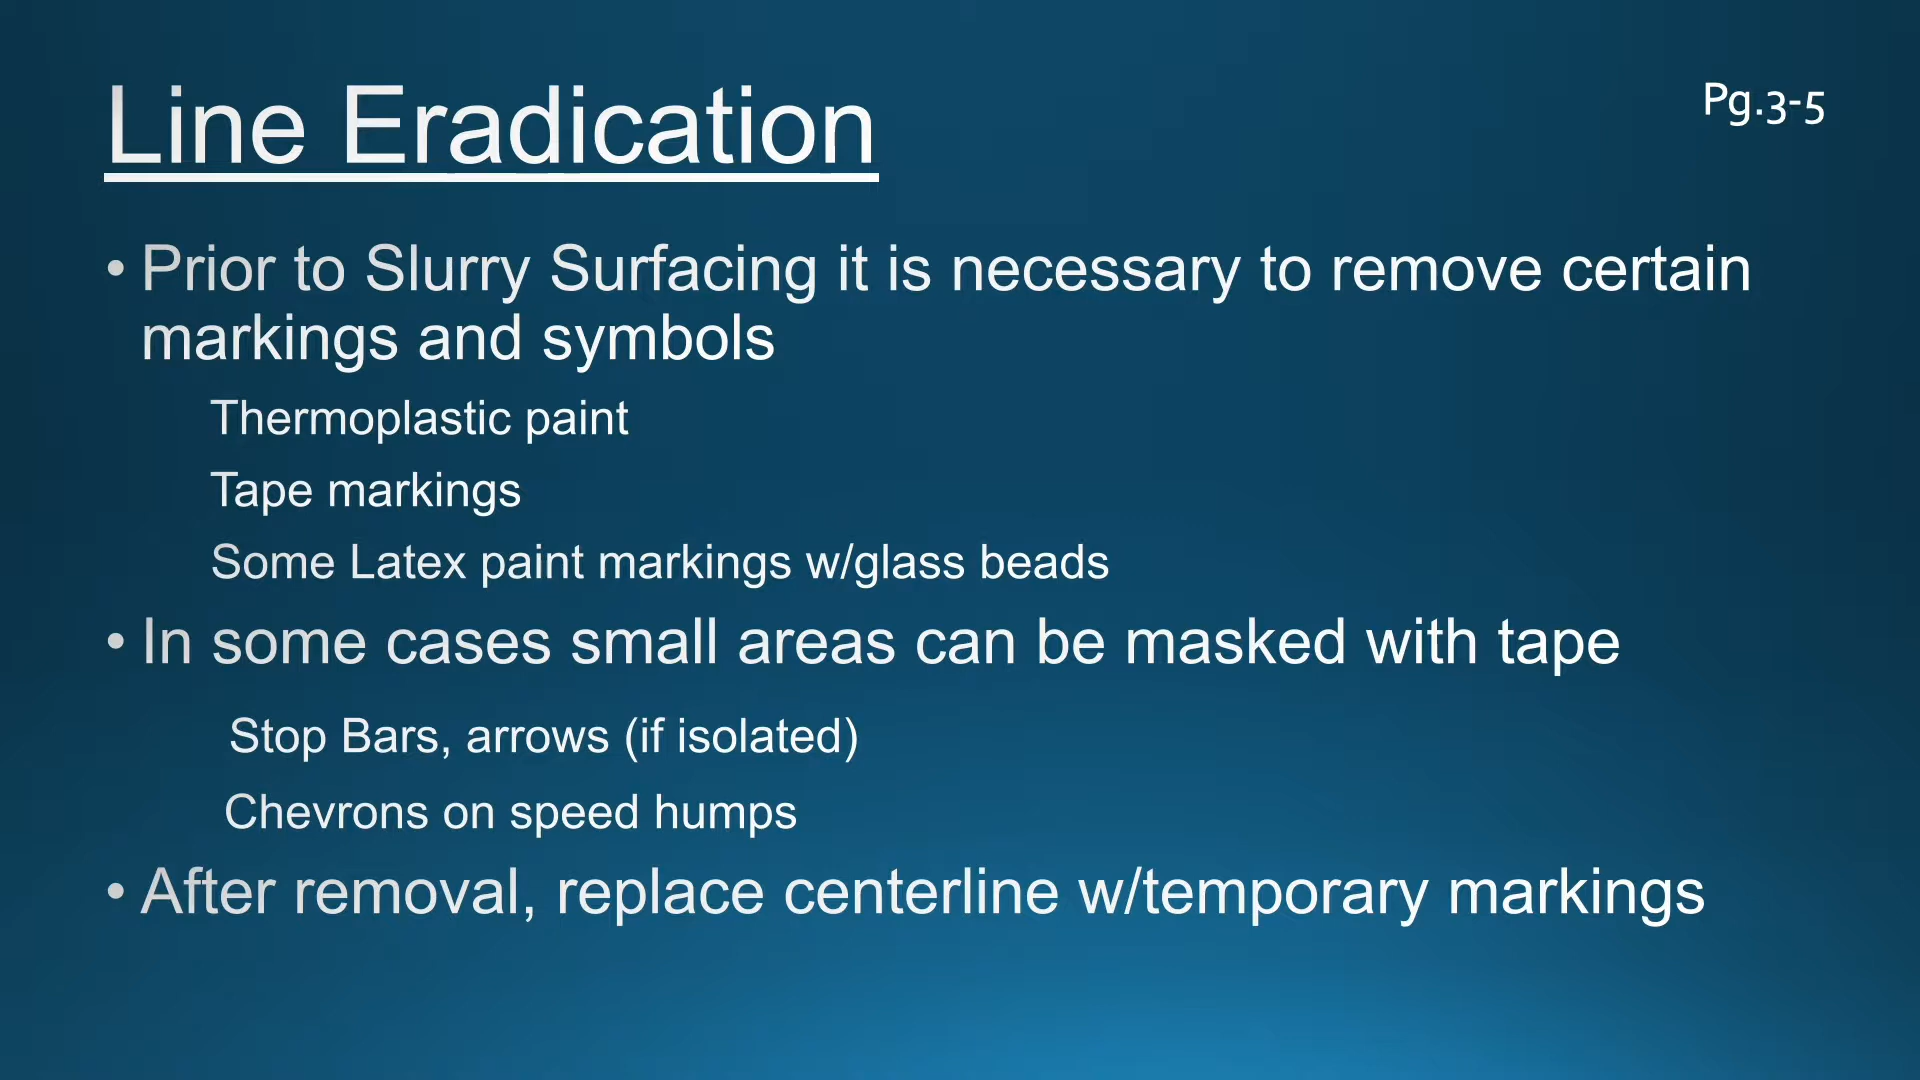 Line Eradication
Pg.3-5
• Prior to Slurry Surfacing it is necessary to remove certain
markings and symbols
Thermoplastic paint
Tape markings
Some Latex paint markings w/glass beads
• In some cases small areas can be masked with tape
Stop Bars, arrows (if isolated)
Chevrons on speed humps
• After removal, replace centerline w/temporary markings